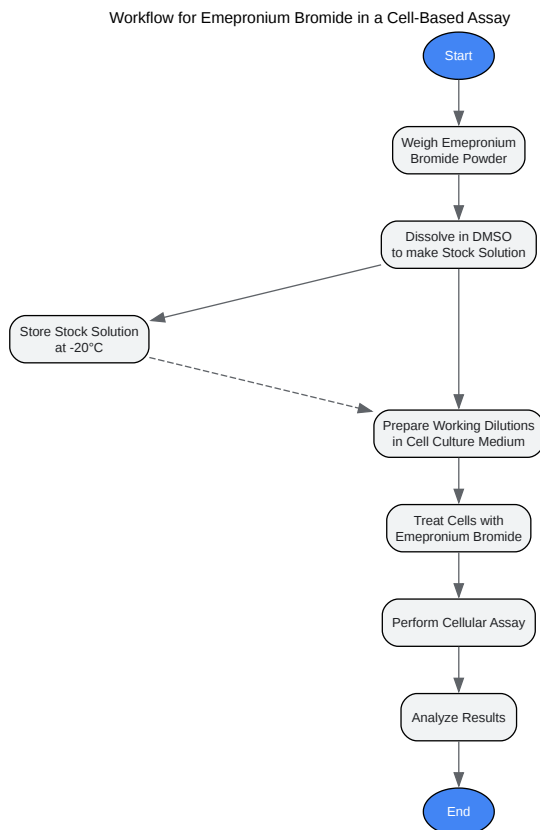 Workflow for Emepronium Bromide in a Cell-Based Assay
Start
Weigh Emepronium
Bromide Powder
Dissolve in DMSO
to make Stock Solution
Store Stock Solution
at -20°C
Prepare Working Dilutions
in Cell Culture Medium
Treat Cells with
Emepronium Bromide
Perform Cellular Assay
Analyze Results
End